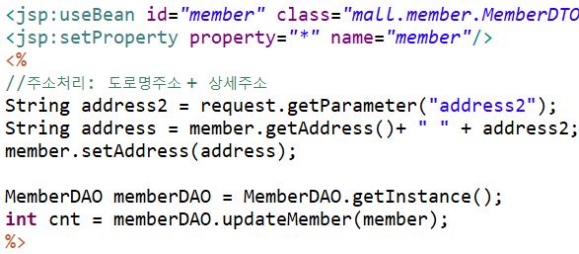 <jsp:useBean id="member" class="mall.member.MemberDTO
<jsp:setProperty property="*" name="member"/>
<%
//주소처리: 도로명주소 + 상세주소
String address2 = request.getParameter("address2");
String address = member.getAddress()+ " " + address2;
member.setAddress(address);
MemberDAO memberDAO = MemberDAO.getInstance();
int cnt = memberDAO.updateMember(member);
%>